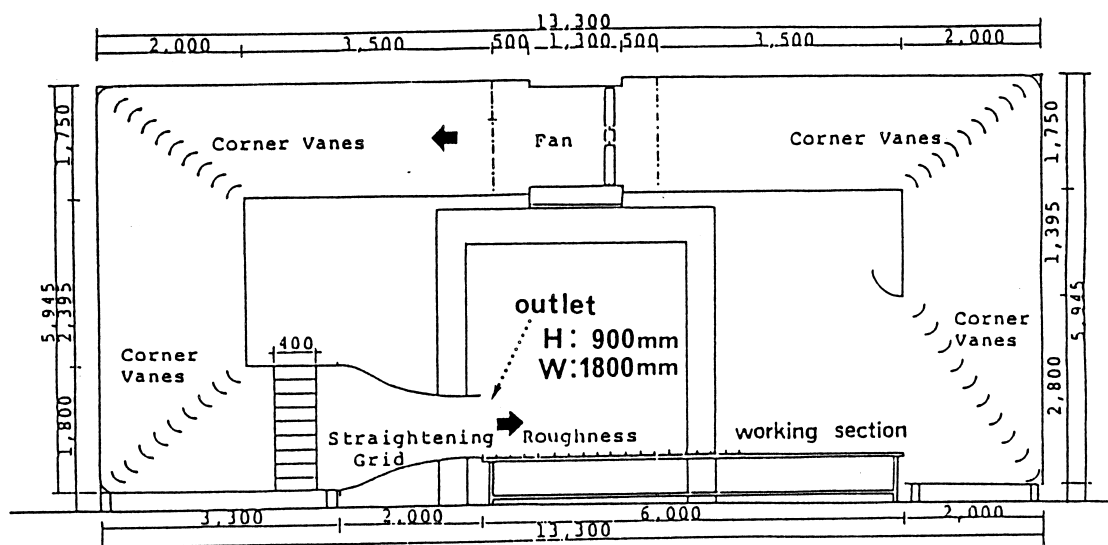 13,300
2,000 3,500 500 1,300 500 3,500 2,000
1,750
Corner Vanes
Fan
Corner Vanes
1,750
1,395
5,945
2,395
outlet
H: 900mm
W:1800mm
Corner
Vanes
5,945
400
Corner
Vanes
1,800
2,800
Straightening
Grid
Roughness
working section
3,300 2,000 6,000 2,000
13,300